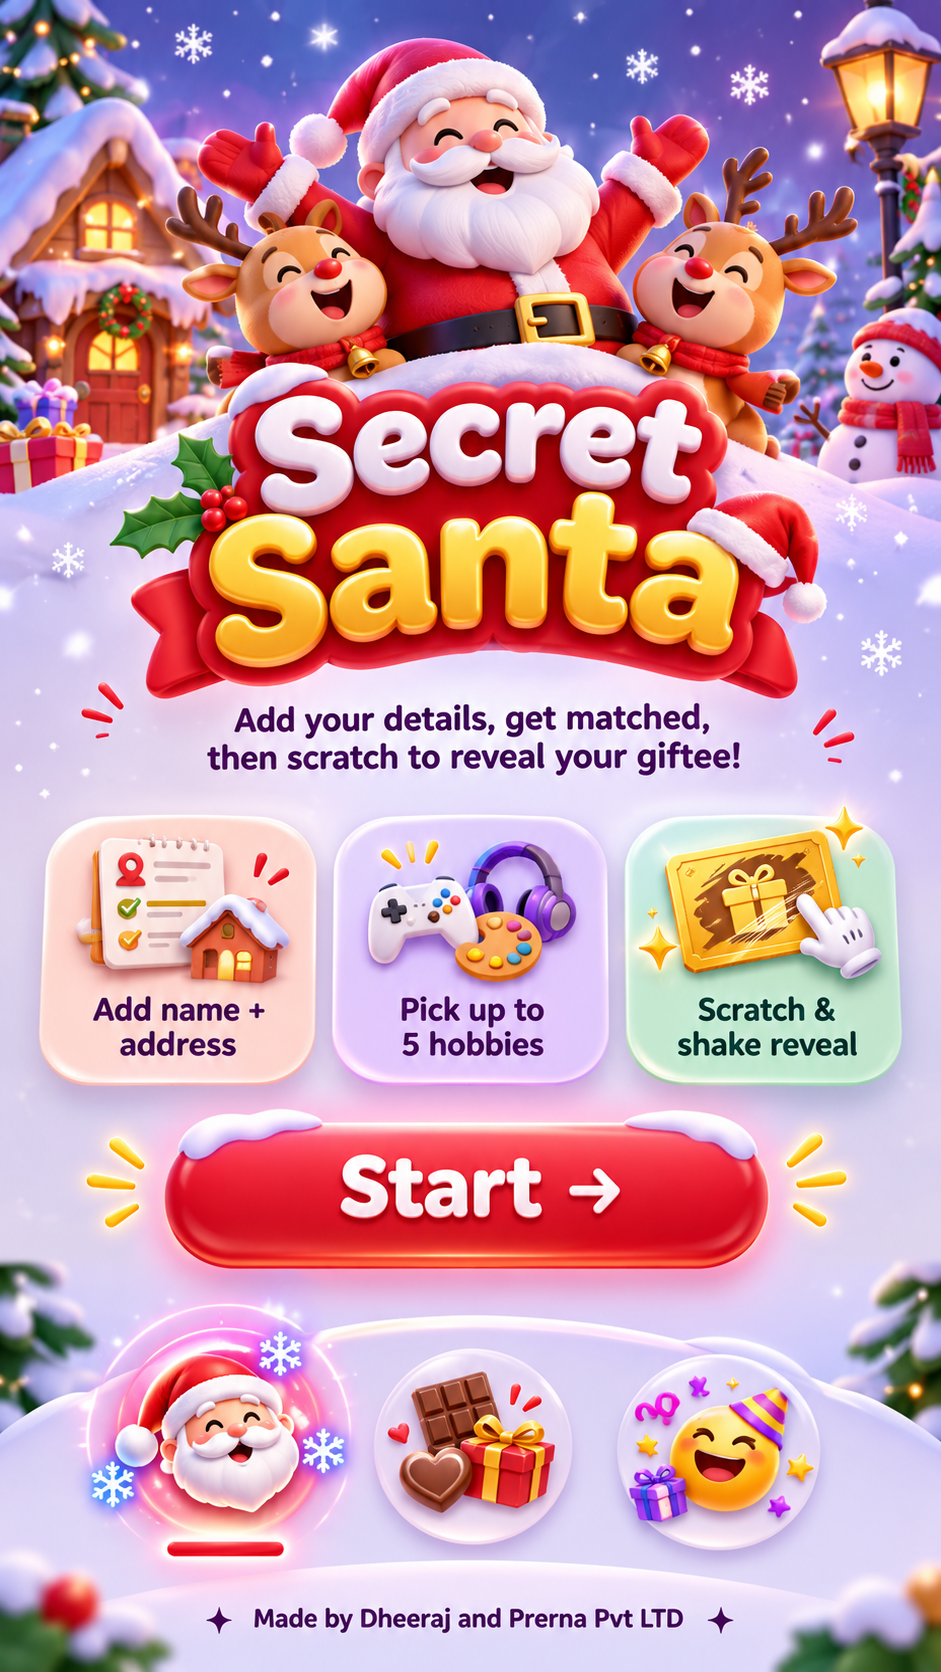 Secret
Santa
Add your details, get matched,
then scratch to reveal your giftee!
Add name +
address
Pick up to
5 hobbies
Scratch &
shake reveal
Start →
Made by Dheeraj and Prerna Pvt LTD